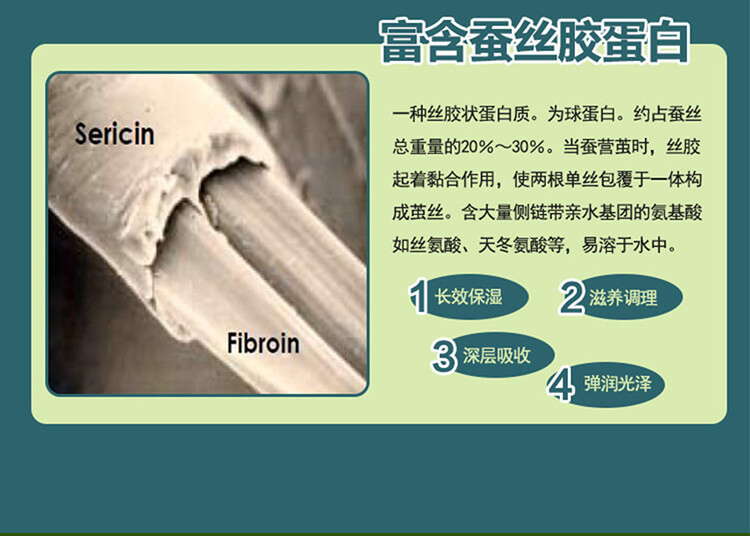 富含蚕丝胶蛋白
Sericin
Fibroin
一种丝胶状蛋白质。为球蛋白。约占蚕丝
总重量的20%～30%。当蚕营茧时，丝胶
起着黏合作用，使两根单丝包覆于一体构
成茧丝。含大量侧链带亲水基团的氨基酸
如丝氨酸、天冬氨酸等，易溶于水中。
1 长效保湿
2 滋养调理
3 深层吸收
4 弹润光泽